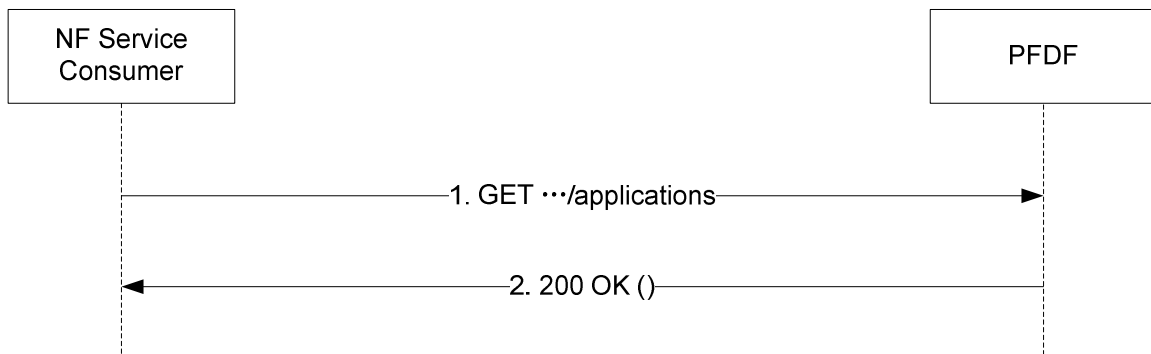 NF Service
Consumer
PFDF
1. GET ···/applications
2. 200 OK ()